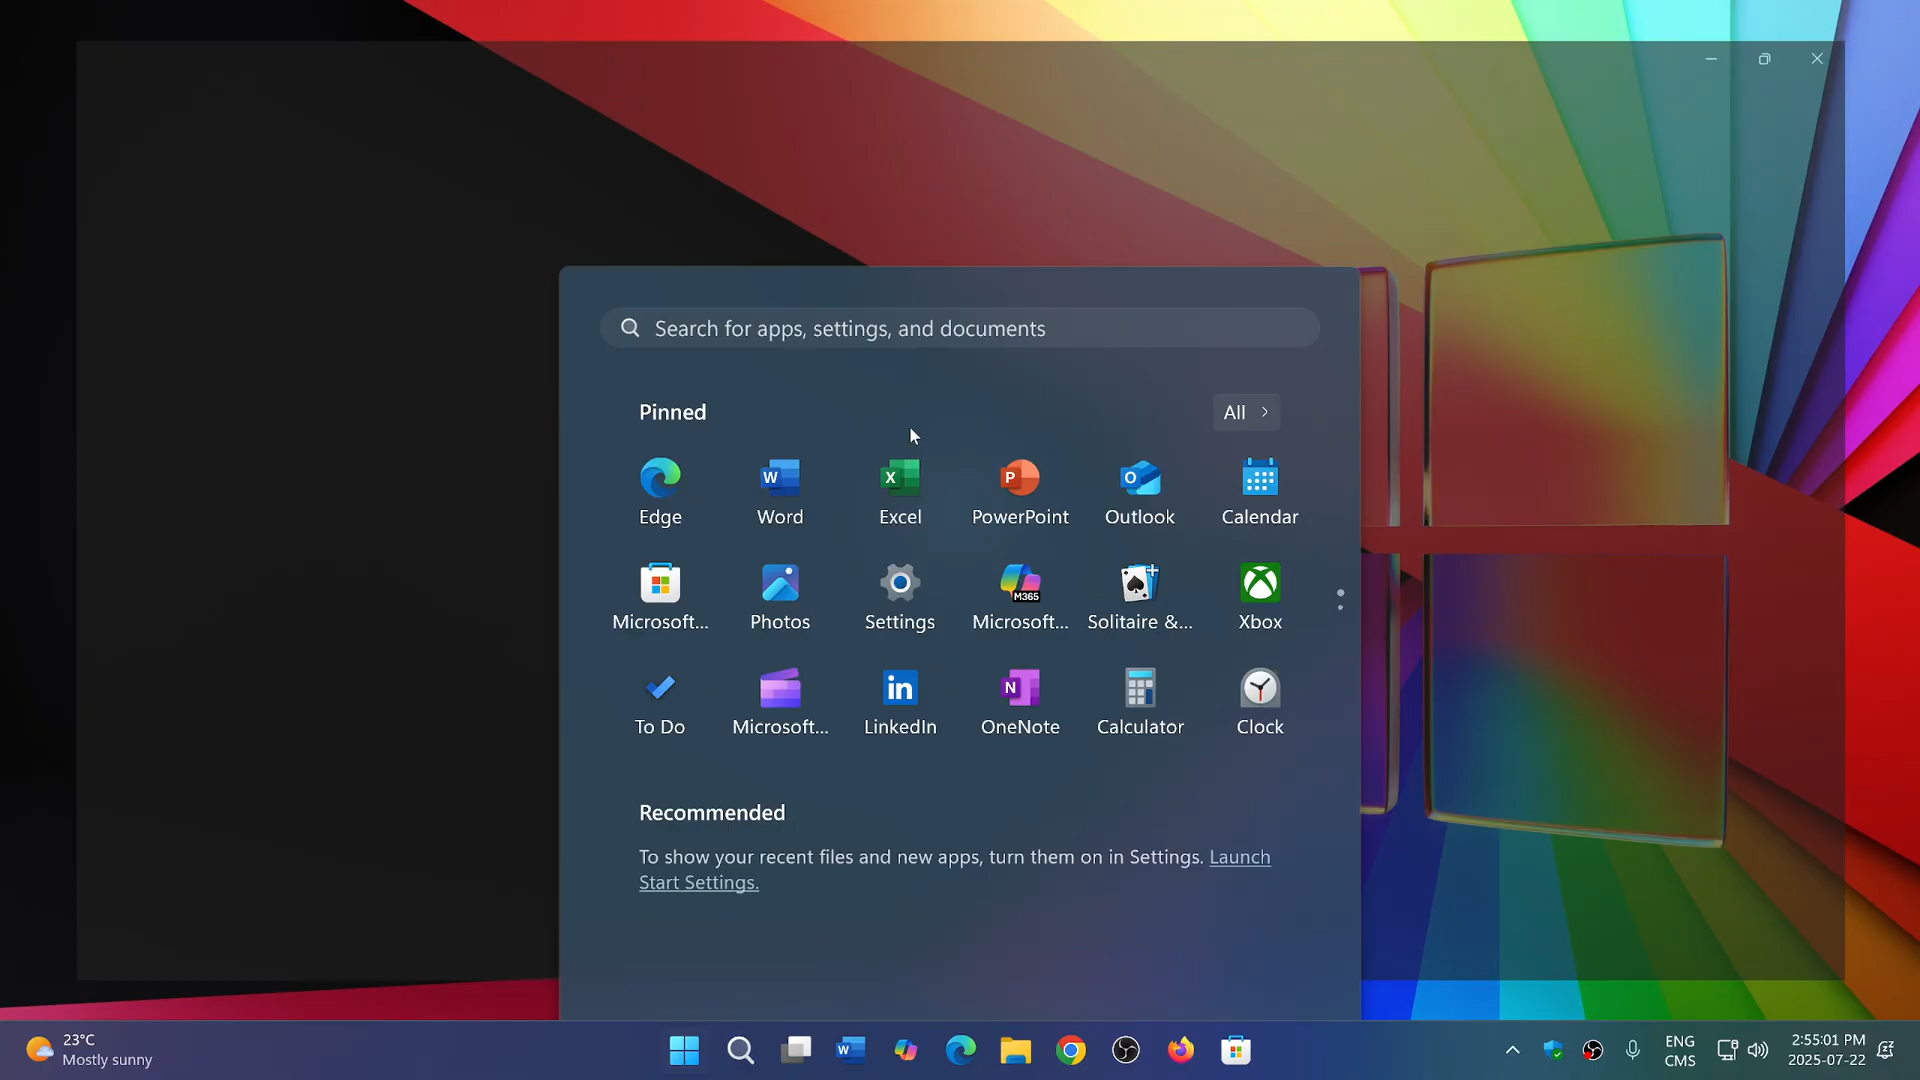 Search for apps, settings, and documents
Pinned
All
Edge
Word
Excel
PowerPoint
Outlook
Calendar
Microsoft...
Photos
Settings
Microsoft...
Solitaire &...
Xbox
To Do
Microsoft...
LinkedIn
OneNote
Calculator
Clock
Recommended
To show your recent files and new apps, turn them on in Settings. Launch
Start Settings.
23°C
Mostly sunny
ENG
CMS
2:55:01 PM
2025-07-22
W
X
P
O
M365
in
N
W